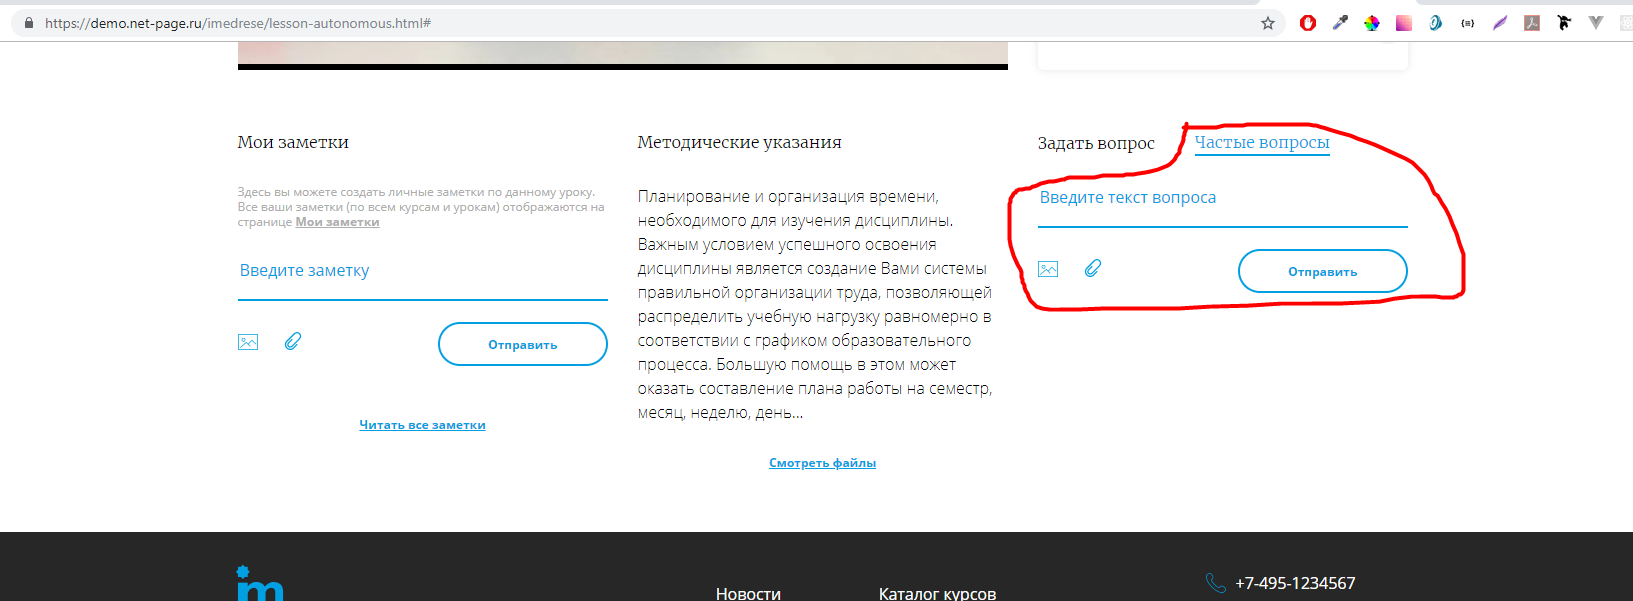 https://demo.net-page.ru/imedrese/lesson-autonomous.html#
Мои заметки
Здесь вы можете создать личные заметки по данному уроку.
Все ваши заметки (по всем курсам и урокам) отображаются на
странице Мои заметки
Введите заметку
Отправить
Читать все заметки
Методические указания
Планирование и организация времени,
необходимого для изучения дисциплины.
Важным условием успешного освоения
дисциплины является создание Вами системы
правильной организации труда, позволяющей
распределить учебную нагрузку равномерно в
соответствии с графиком образовательного
процесса. Большую помощь в этом может
оказать составление плана работы на семестр,
месяц, неделю, день...
Смотреть файлы
Задать вопрос Частые вопросы
Введите текст вопроса
Отправить
im
Новости
Каталог курсов
+7-495-1234567